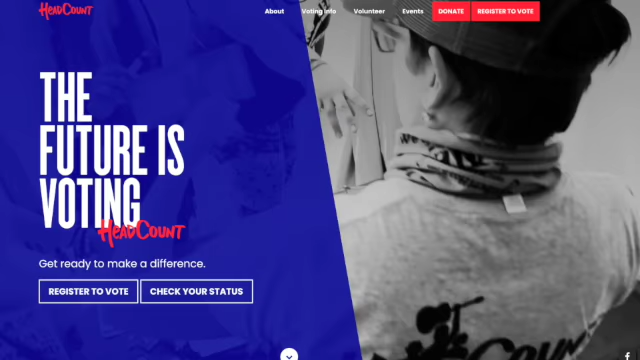 HEADCOUNT
About Voting Info Volunteer Events DONATE REGISTER TO VOTE
THE
FUTURE IS
VOTING
HEADCOUNT
Get ready to make a difference.
REGISTER TO VOTE CHECK YOUR STATUS
COUNT